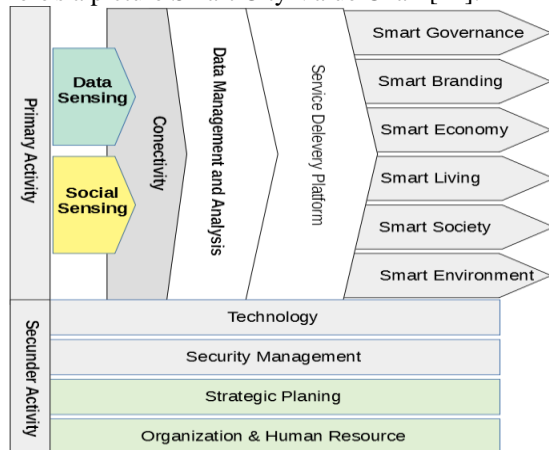 Primary Activity
Data
Sensing
Social
Sensing
Conectivity
Data Management and Analysis
Service Delevery Platform
Smart Governance
Smart Branding
Smart Economy
Smart Living
Smart Society
Smart Environment
Secunder Activity
Technology
Security Management
Strategic Planing
Organization & Human Resource